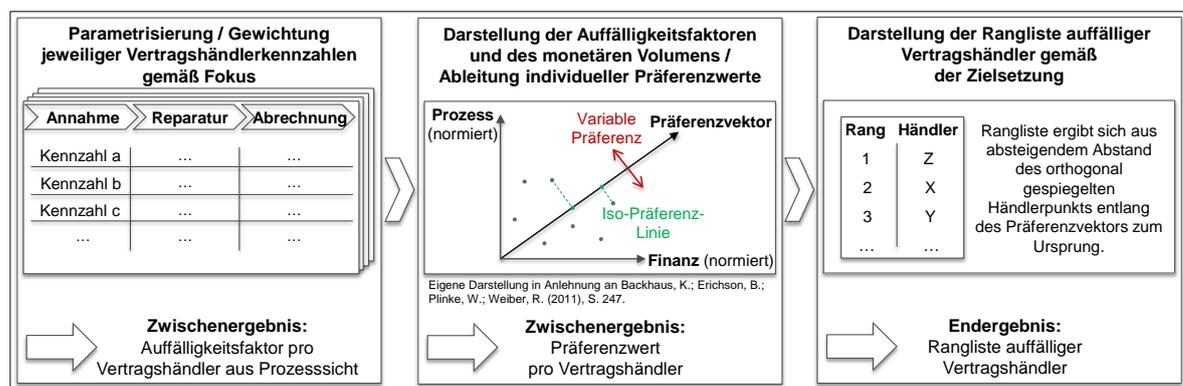 Parametrisierung / Gewichtung
jeweiliger Vertragshändlerkennzahlen
gemäß Fokus
Annahme Reparatur Abrechnung
Kennzahl a … …
Kennzahl b … …
Kennzahl c … …
… … …
Zwischenergebnis:
Auffälligkeitsfaktor pro
Vertragshändler aus Prozesssicht
Darstellung der Auffälligkeitsfaktoren
und des monetären Volumens /
Ableitung individueller Präferenzwerte
Prozess
(normiert)
Variable
Präferenz
Präferenzvektor
Iso-Präferenz-
Linie
Finanz (normiert)
Eigene Darstellung in Anlehnung an Backhaus, K.; Erichson, B.;
Plinke, W.; Weiber, R. (2011), S. 247.
Zwischenergebnis:
Präferenzwert
pro Vertragshändler
Darstellung der Rangliste auffälliger
Vertragshändler gemäß
der Zielsetzung
Rang Händler
1 Z
2 X
3 Y
… …
Rangliste ergibt sich aus
absteigendem Abstand
des orthogonal
gespiegelten
Händlerpunkts entlang
des Präferenzvektors zum
Ursprung.
Endergebnis:
Rangliste auffälliger
Vertragshändler